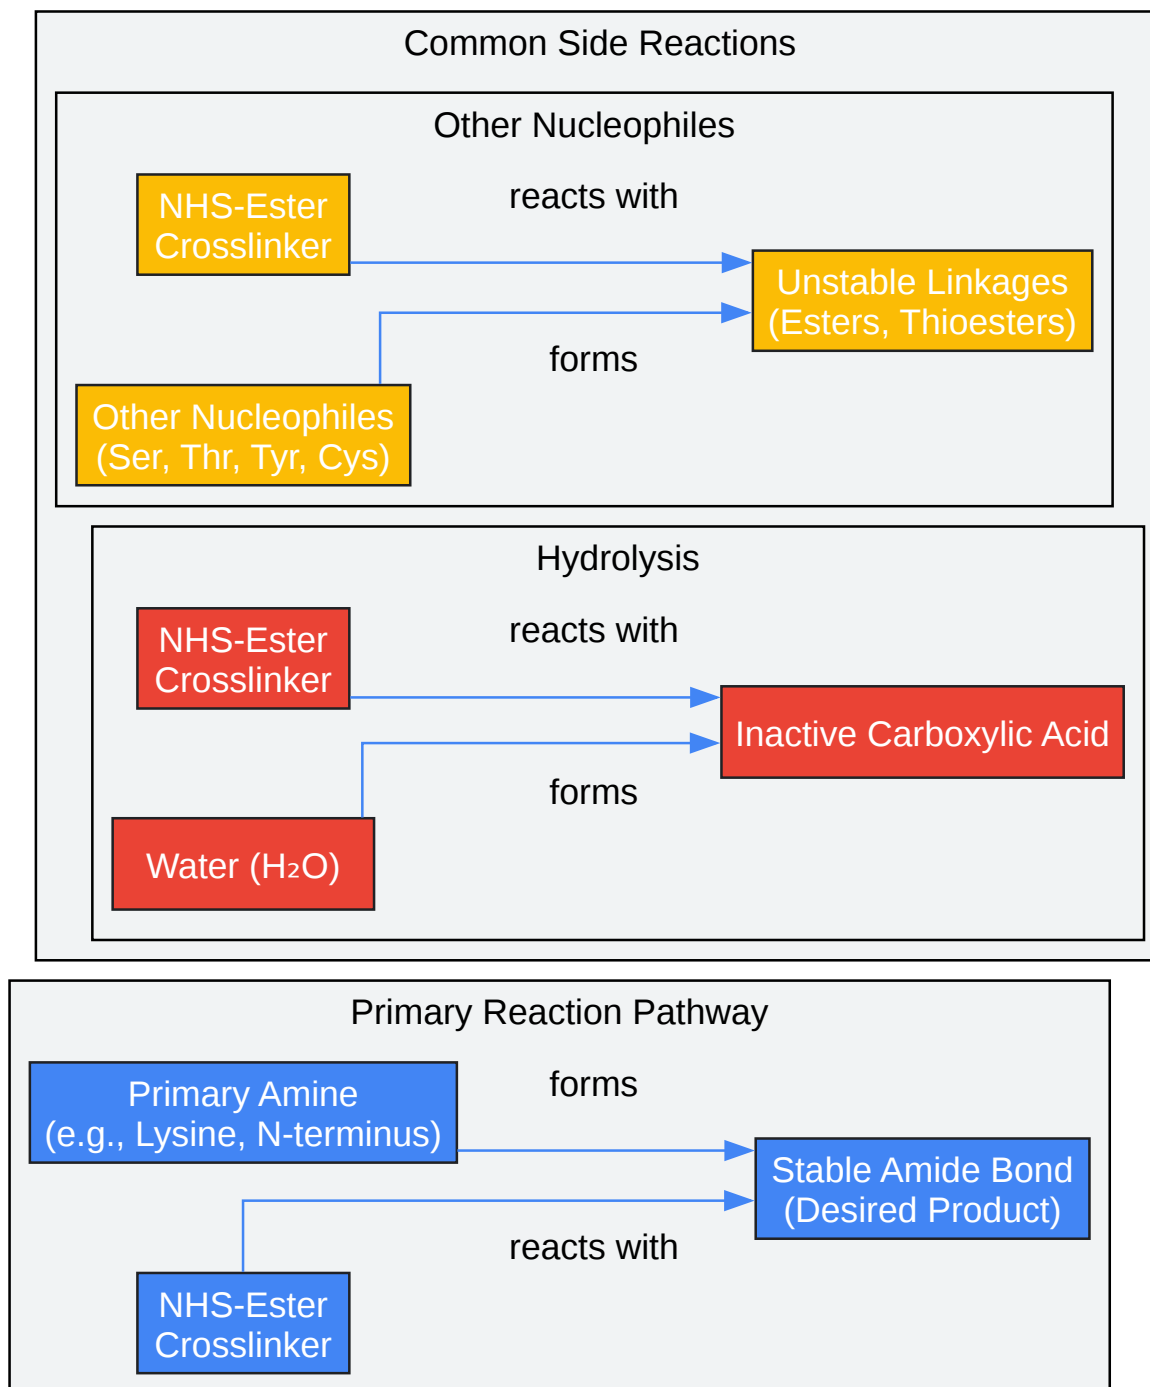 Common Side Reactions
Other Nucleophiles
NHS-Ester
Crosslinker
reacts with
Unstable Linkages
(Esters, Thioesters)
forms
Other Nucleophiles
(Ser, Thr, Tyr, Cys)
Hydrolysis
NHS-Ester
Crosslinker
reacts with
Inactive Carboxylic Acid
forms
Water (H₂O)
Primary Reaction Pathway
Primary Amine
(e.g., Lysine, N-terminus)
forms
Stable Amide Bond
(Desired Product)
reacts with
NHS-Ester
Crosslinker